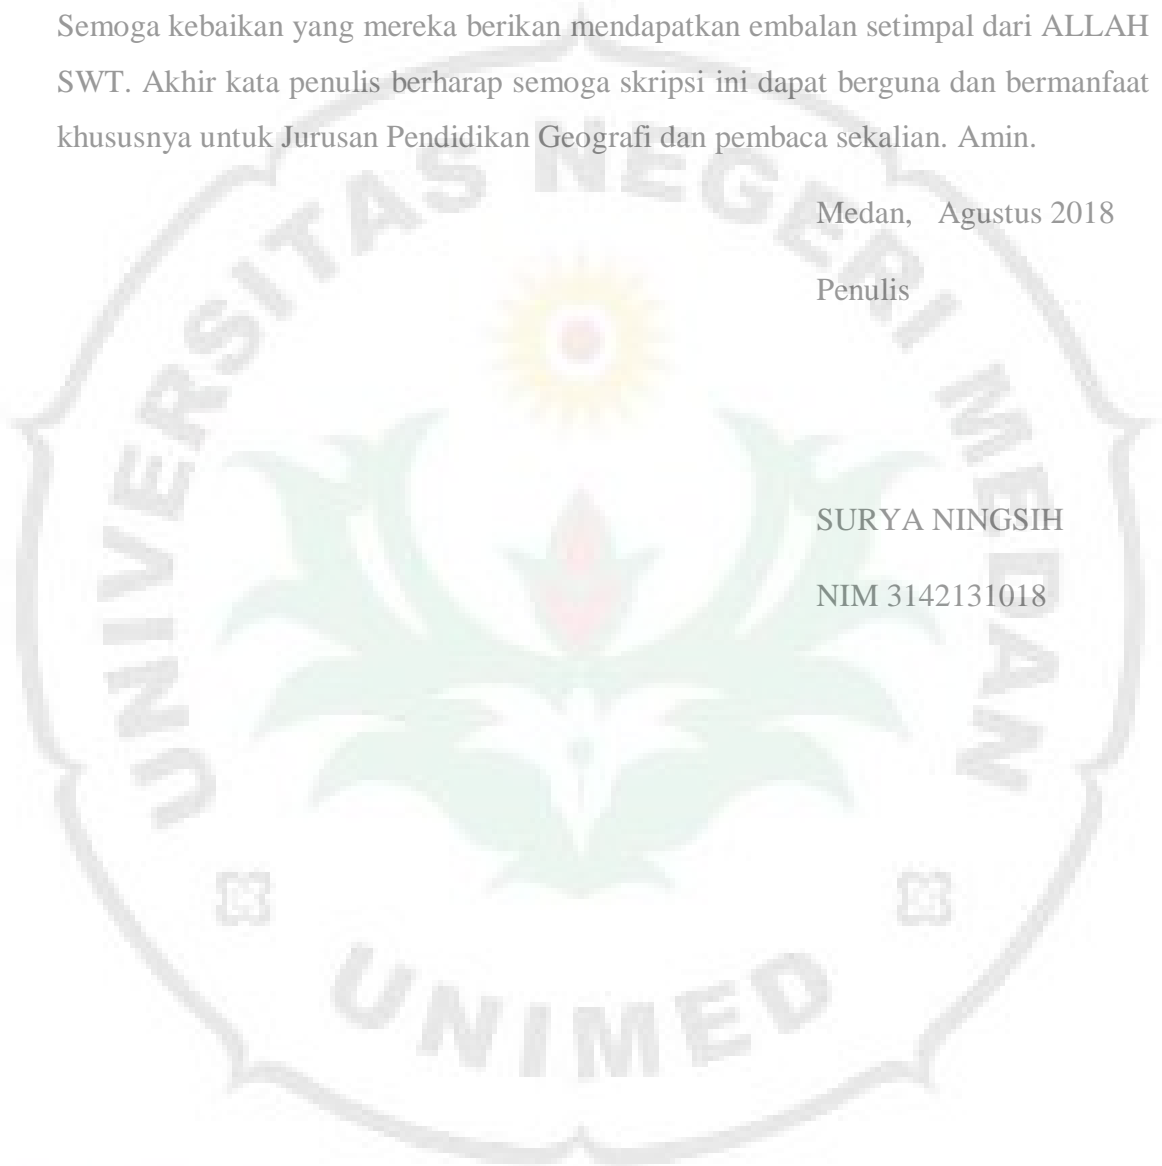 Semoga kebaikan yang mereka berikan mendapatkan embalan setimpal dari ALLAH
SWT. Akhir kata penulis berharap semoga skripsi ini dapat berguna dan bermanfaat
khususnya untuk Jurusan Pendidikan Geografi dan pembaca sekalian. Amin.
Medan, Agustus 2018
Penulis
SURYA NINGSIH
NIM 3142131018
UNIVERSITAS NEGERI MEDAN
UNIMED